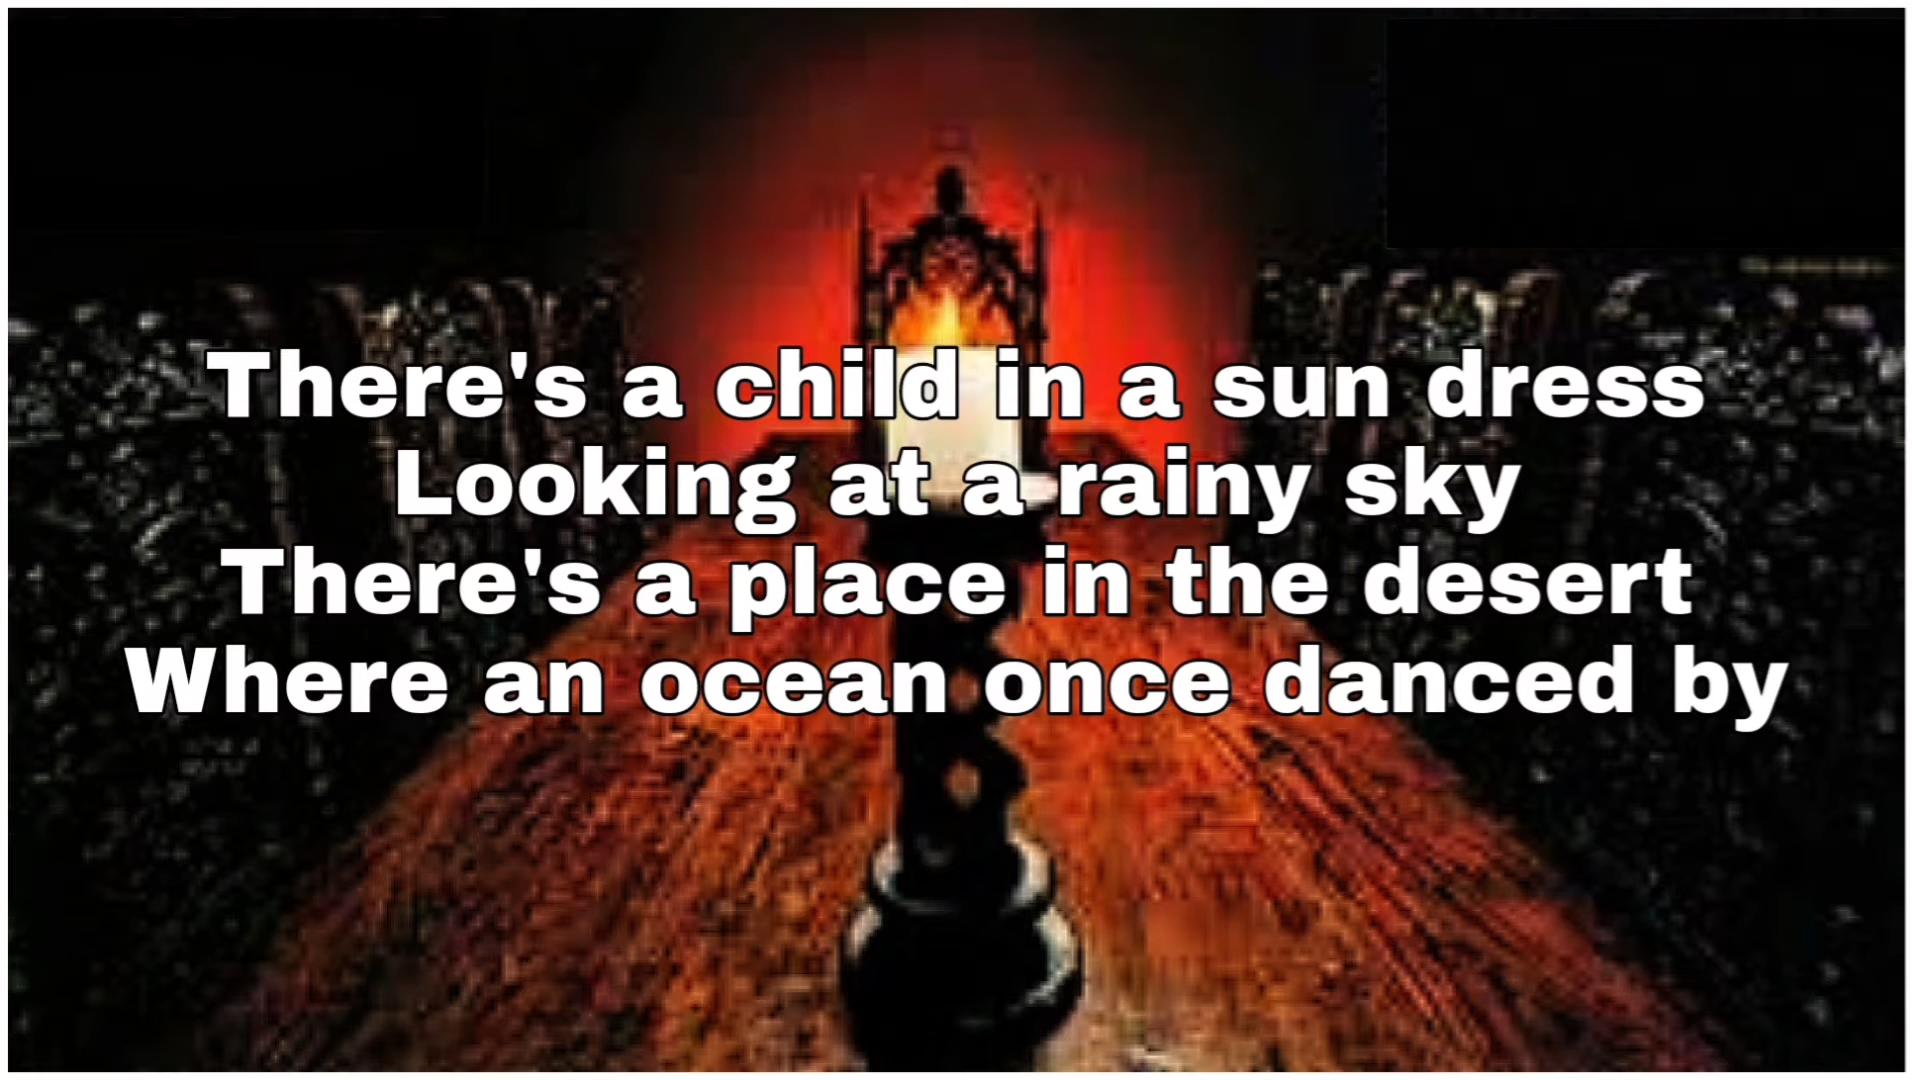 There's a child in a sun dress
Looking at a rainy sky
There's a place in the desert
Where an ocean once danced by